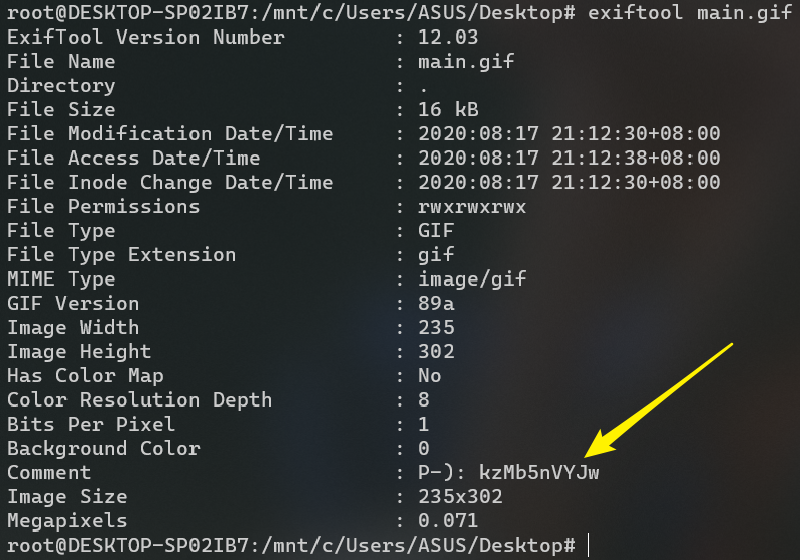 root@DESKTOP-SP02IB7:/mnt/c/Users/ASUS/Desktop# exiftool main.gif
ExifTool Version Number         : 12.03
File Name                       : main.gif
Directory                       : .
File Size                       : 16 kB
File Modification Date/Time     : 2020:08:17 21:12:30+08:00
File Access Date/Time           : 2020:08:17 21:12:38+08:00
File Inode Change Date/Time     : 2020:08:17 21:12:30+08:00
File Permissions                : rwxrwxrwx
File Type                       : GIF
File Type Extension             : gif
MIME Type                       : image/gif
GIF Version                     : 89a
Image Width                     : 235
Image Height                    : 302
Has Color Map                   : No
Color Resolution Depth          : 8
Bits Per Pixel                  : 1
Background Color                : 0
Comment                         : P-): kzMb5nVYJw
Image Size                      : 235x302
Megapixels                      : 0.071
root@DESKTOP-SP02IB7:/mnt/c/Users/ASUS/Desktop#